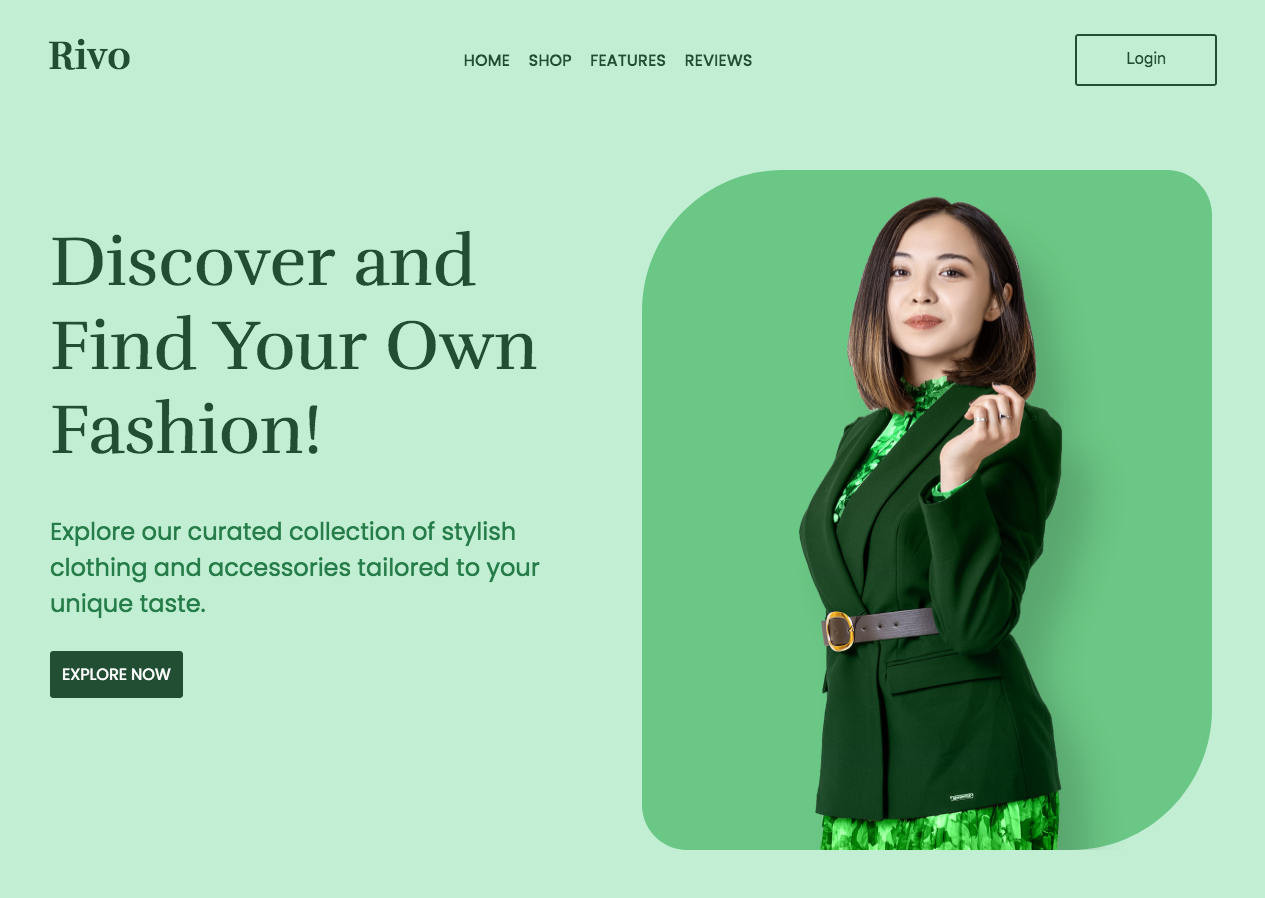 Rivo
HOME SHOP FEATURES REVIEWS
Login
Discover and
Find Your Own
Fashion!
Explore our curated collection of stylish
clothing and accessories tailored to your
unique taste.
EXPLORE NOW